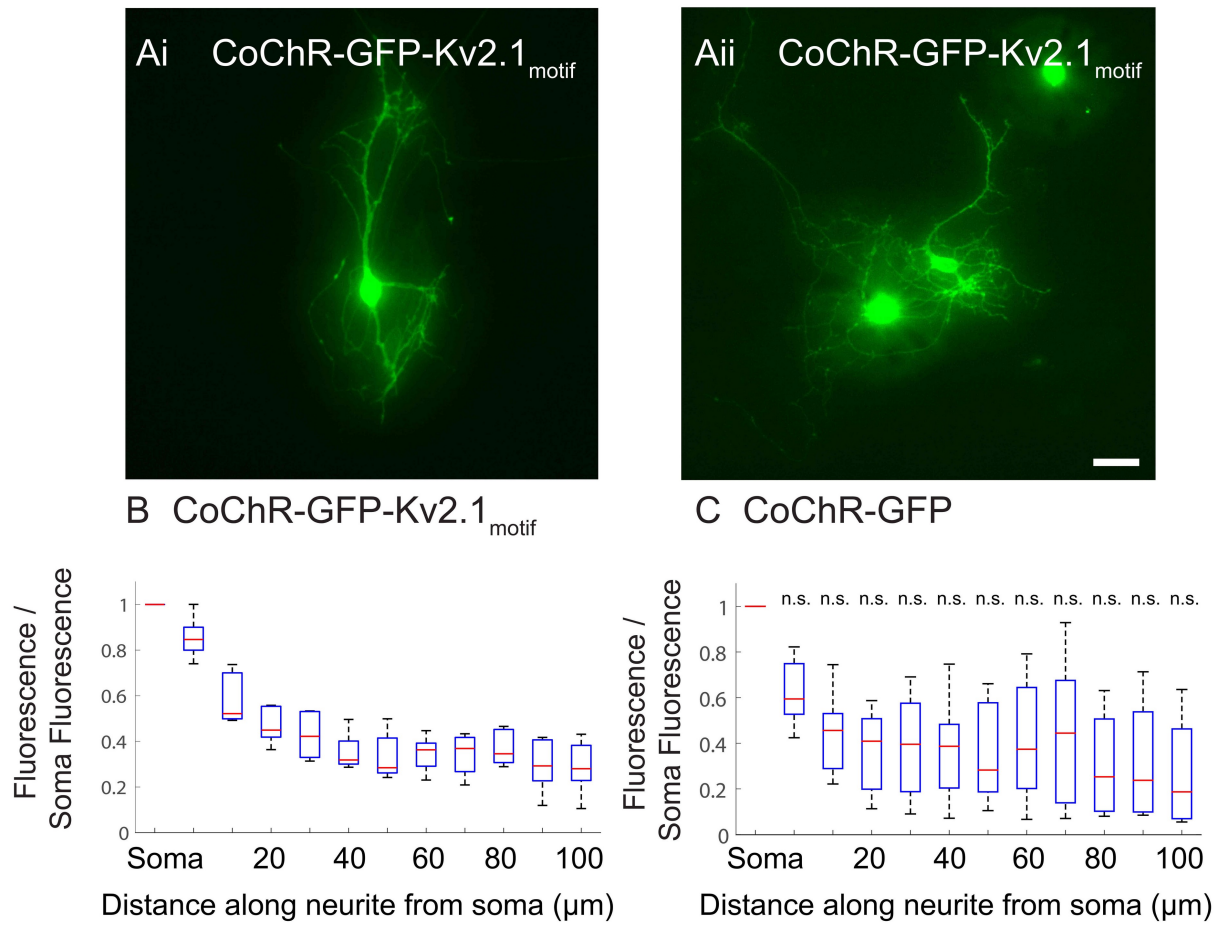 Ai CoChR-GFP-Kv2.1motif
Aii CoChR-GFP-Kv2.1motif
B CoChR-GFP-Kv2.1motif
C CoChR-GFP
Fluorescence /
Soma Fluorescence
1
0.8
0.6
0.4
0.2
0
Soma 20 40 60 80 100
Distance along neurite from soma (μm)
Fluorescence /
Soma Fluorescence
n.s. n.s. n.s. n.s. n.s. n.s. n.s. n.s. n.s. n.s. n.s.
1
0.8
0.6
0.4
0.2
0
Soma 20 40 60 80 100
Distance along neurite from soma (μm)